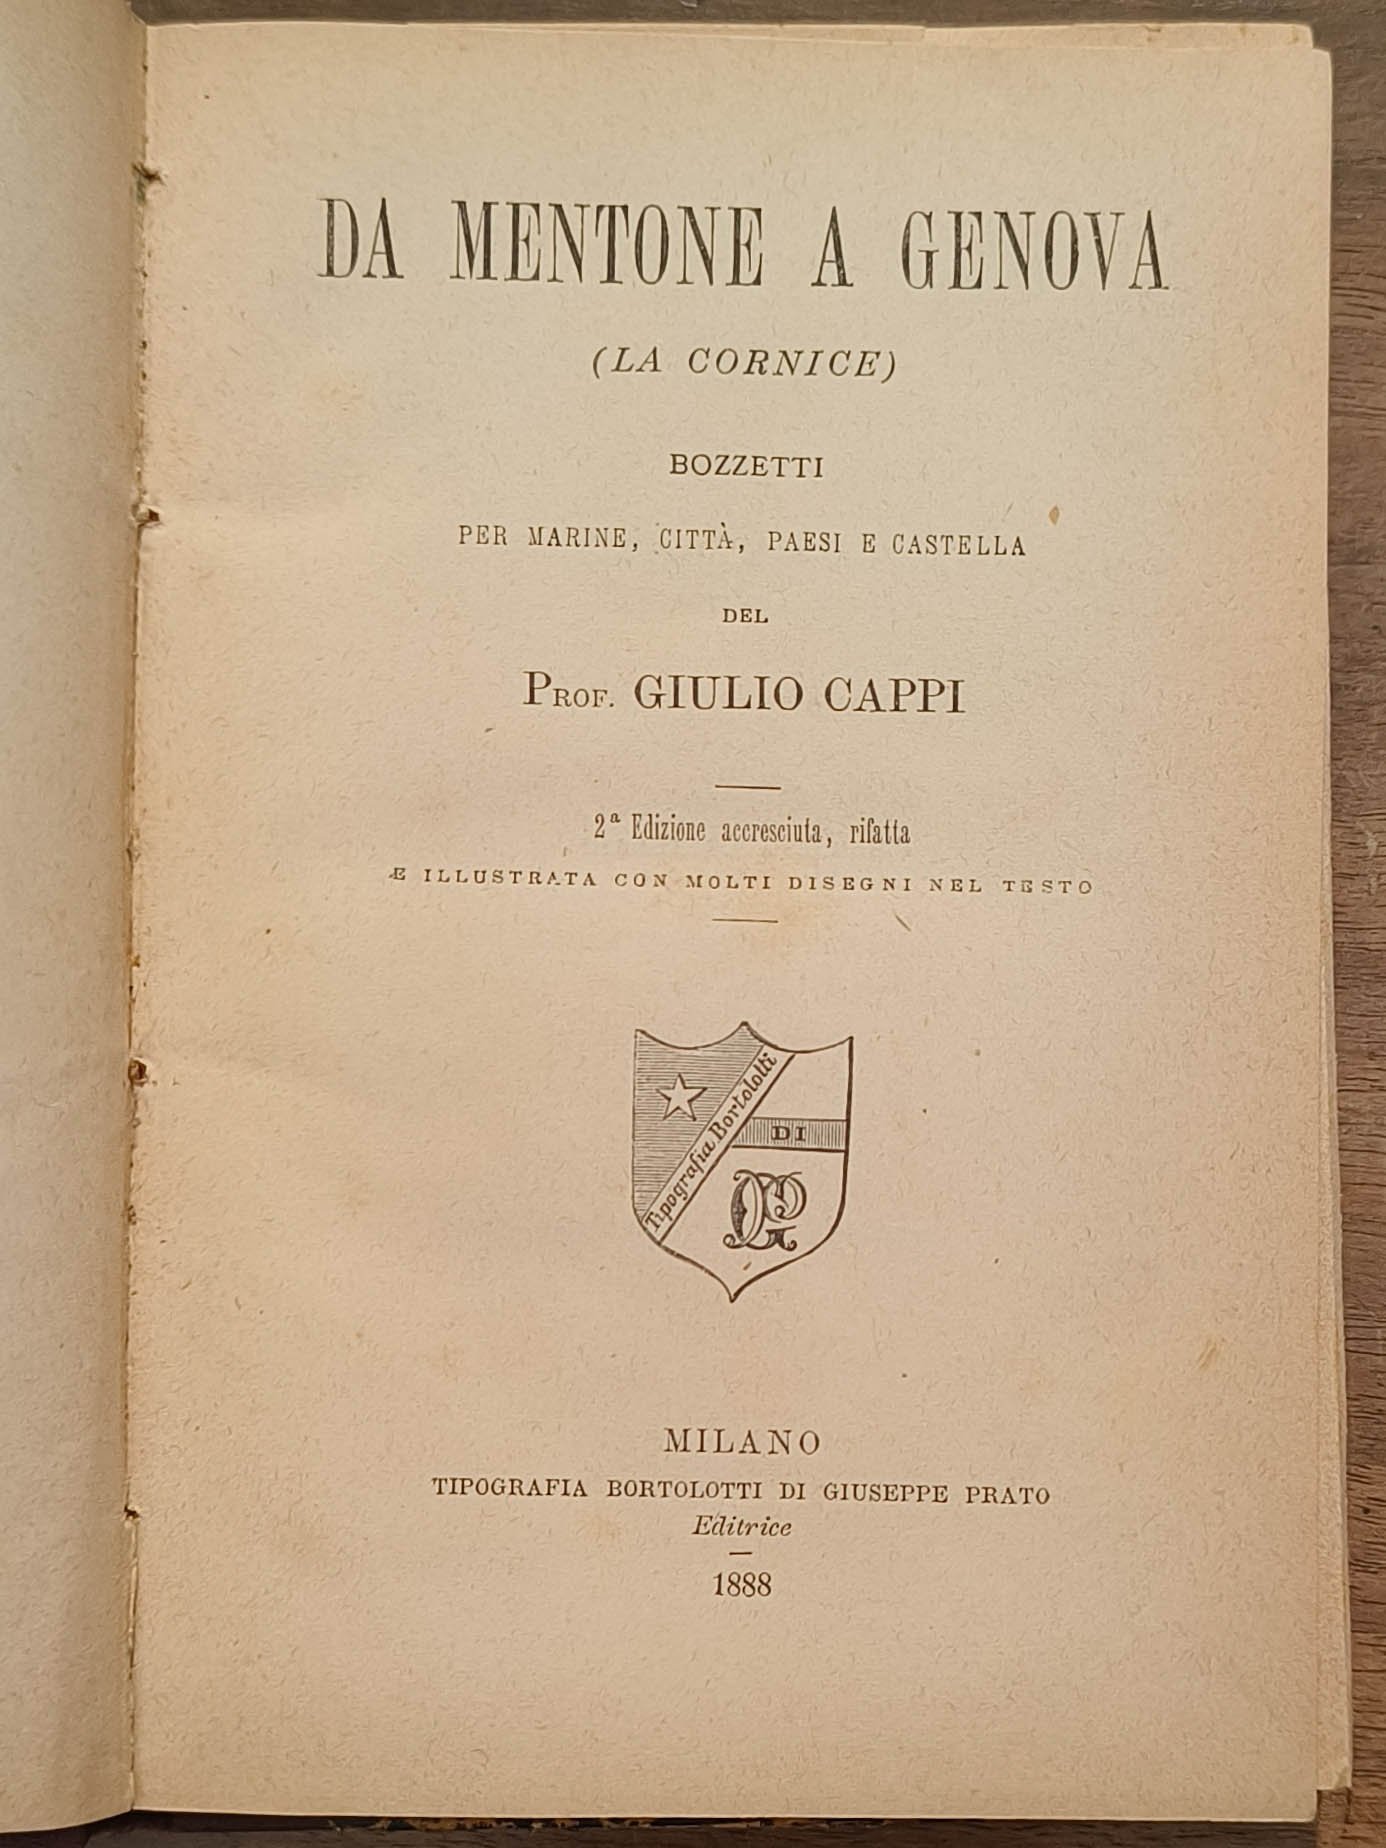 DA MENTONE A GENOVA
(LA CORNICE)
BOZZETTI
PER MARINE, CITTÀ, PAESI E CASTELLA
DEL
PROF. GIULIO CAPPI
2ª Edizione accresciuta, rifatta
E ILLUSTRATA CON MOLTI DISEGNI NEL TESTO
Tipografia Bortolotti
DI
GP
MILANO
TIPOGRAFIA BORTOLOTTI DI GIUSEPPE PRATO
Editrice
1888